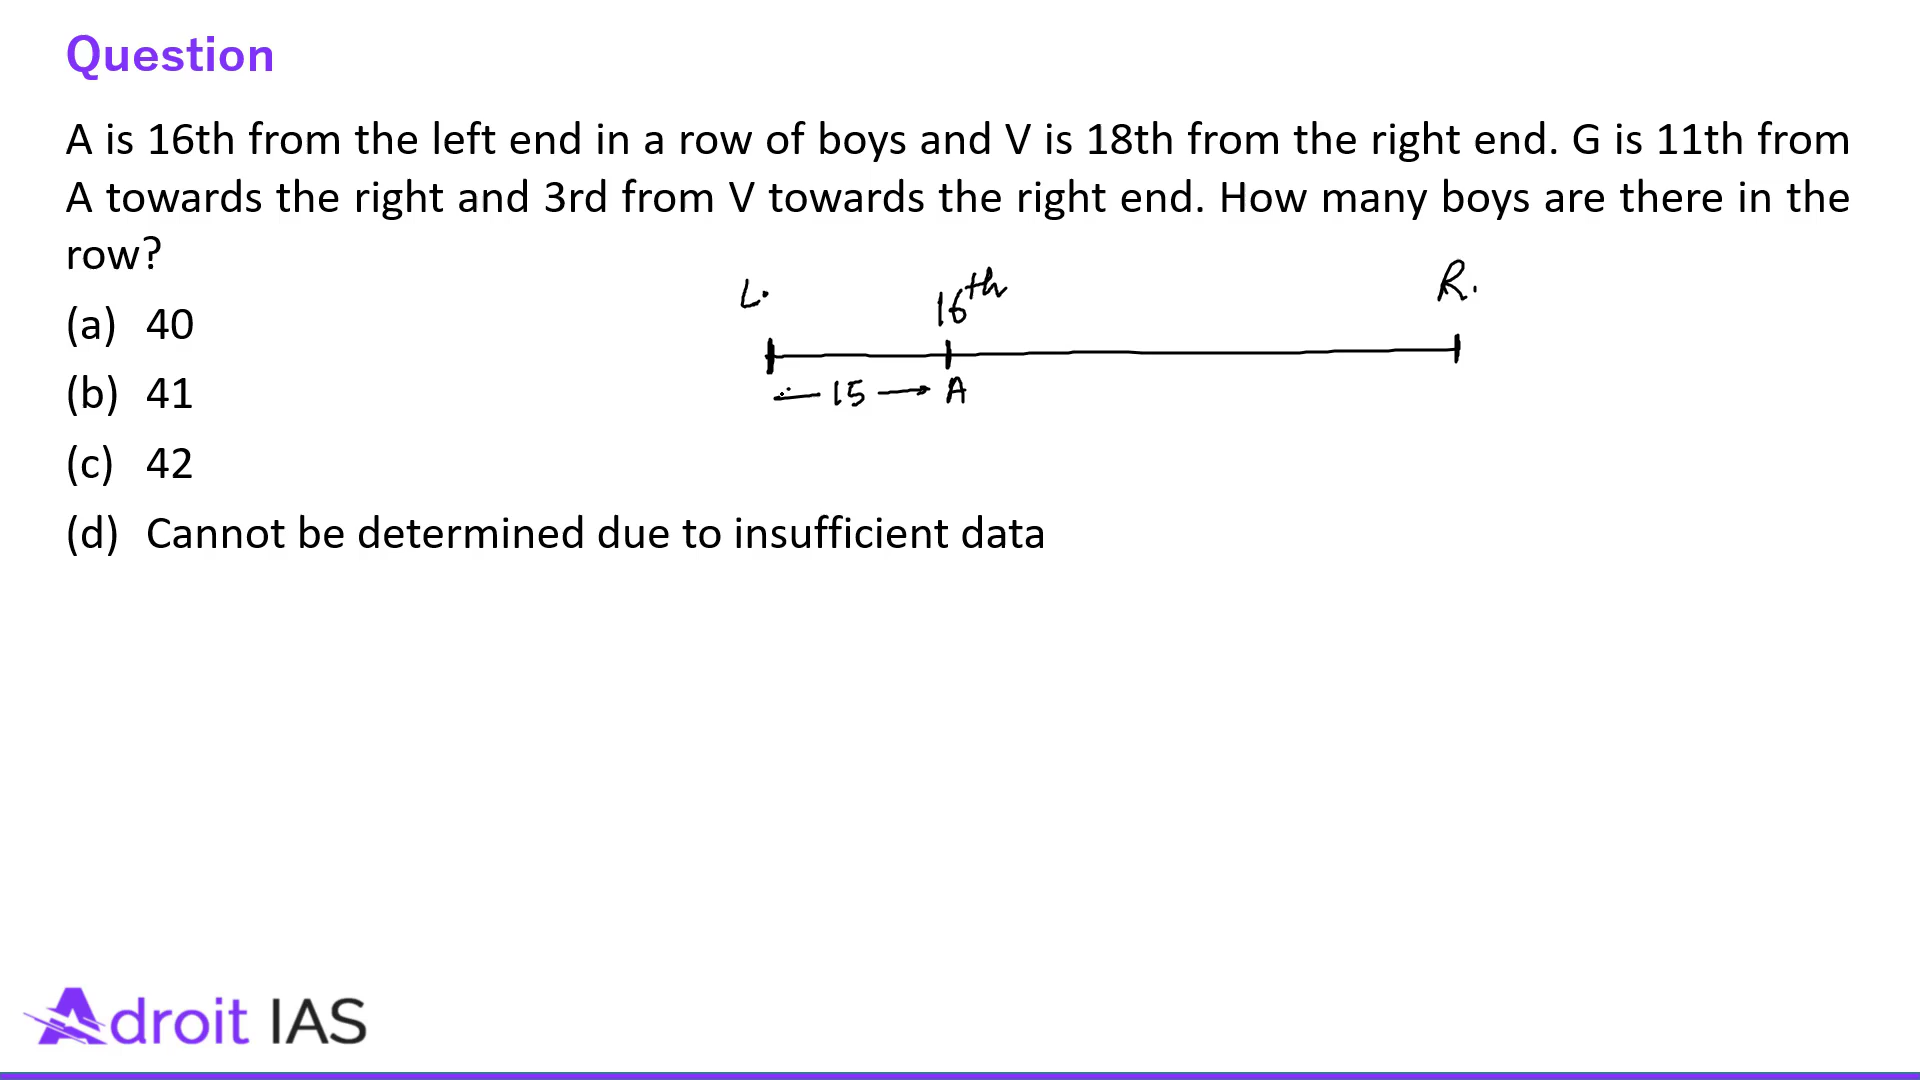 Question
A is 16th from the left end in a row of boys and V is 18th from the right end. G is 11th from
A towards the right and 3rd from V towards the right end. How many boys are there in the
row?
L.
16th
R.
(a) 40
15
A
(b) 41
(c) 42
(d) Cannot be determined due to insufficient data
Adroit IAS